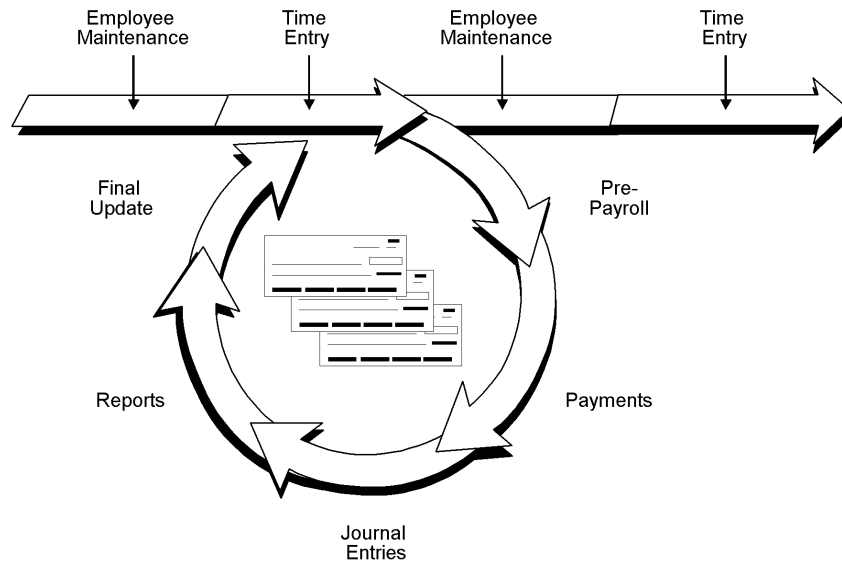 Employee
Maintenance
Time
Entry
Employee
Maintenance
Time
Entry
Final
Update
Pre-
Payroll
Reports
Payments
Journal
Entries